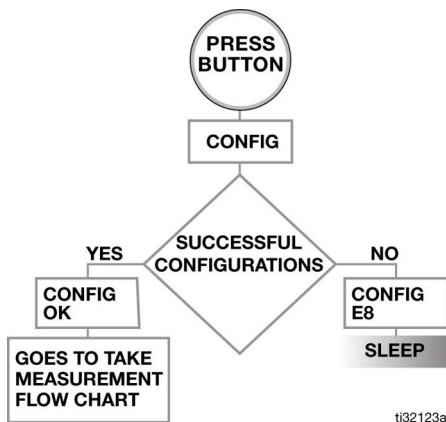 PRESS
BUTTON
CONFIG
SUCCESSFUL
CONFIGURATIONS
YES
NO
CONFIG
OK
CONFIG
E8
GOES TO TAKE
MEASUREMENT
FLOW CHART
SLEEP
ti32123a